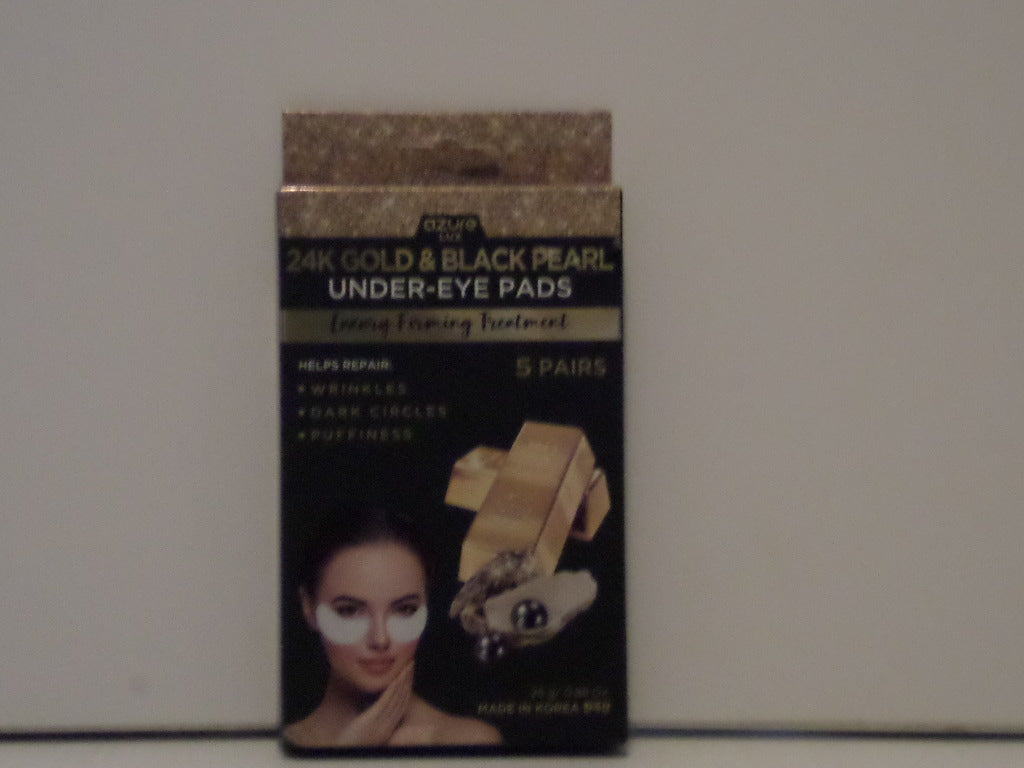 azure
LUX
24K GOLD & BLACK PEARL
UNDER-EYE PADS
Luxury Firming Treatment
HELPS REPAIR:
5 PAIRS
• WRINKLES
• DARK CIRCLES
• PUFFINESS
MADE IN KOREA